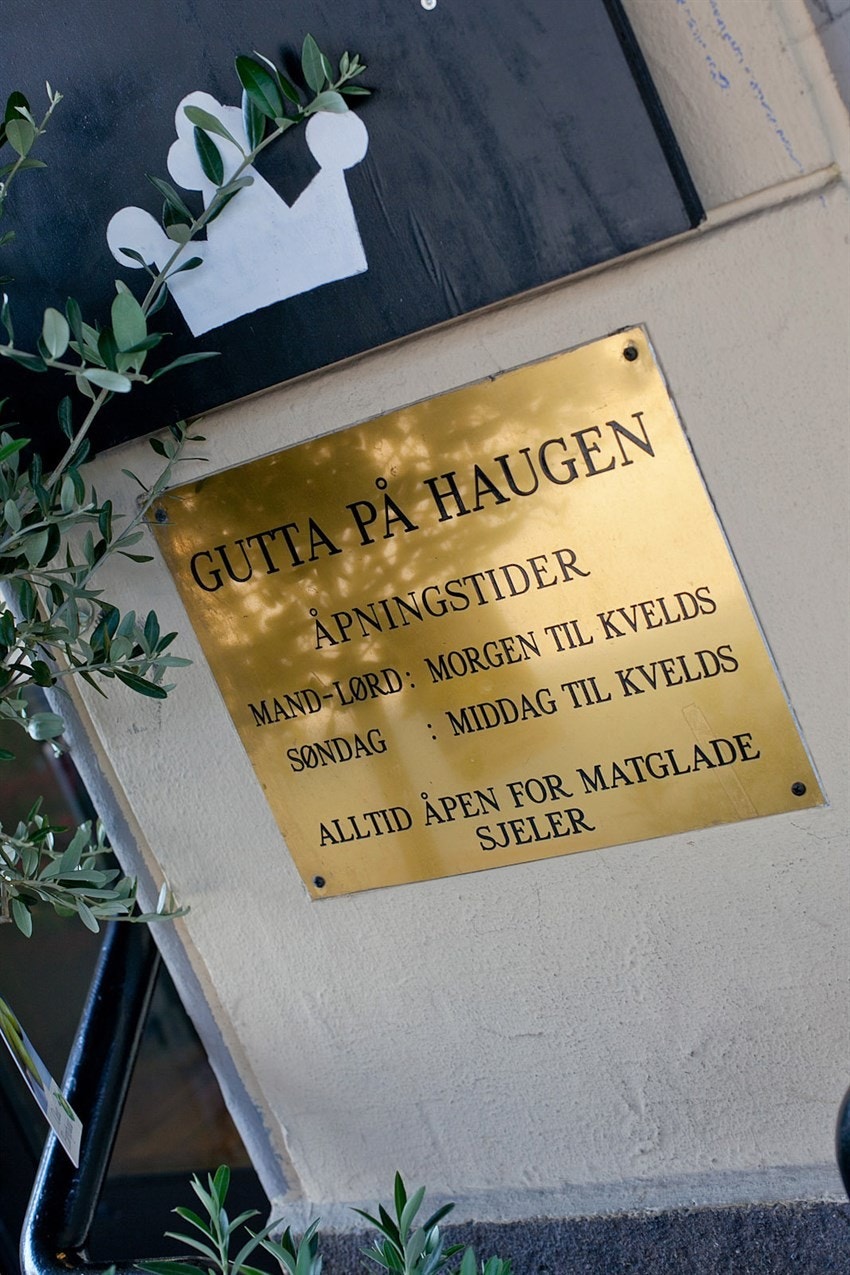 GUTTA PÅ HAUGEN
ÅPNINGSTIDER
MAND-LØRD: MORGEN TIL KVELDS
SØNDAG : MIDDAG TIL KVELDS
ALLTID ÅPEN FOR MATGLADE
SJELER